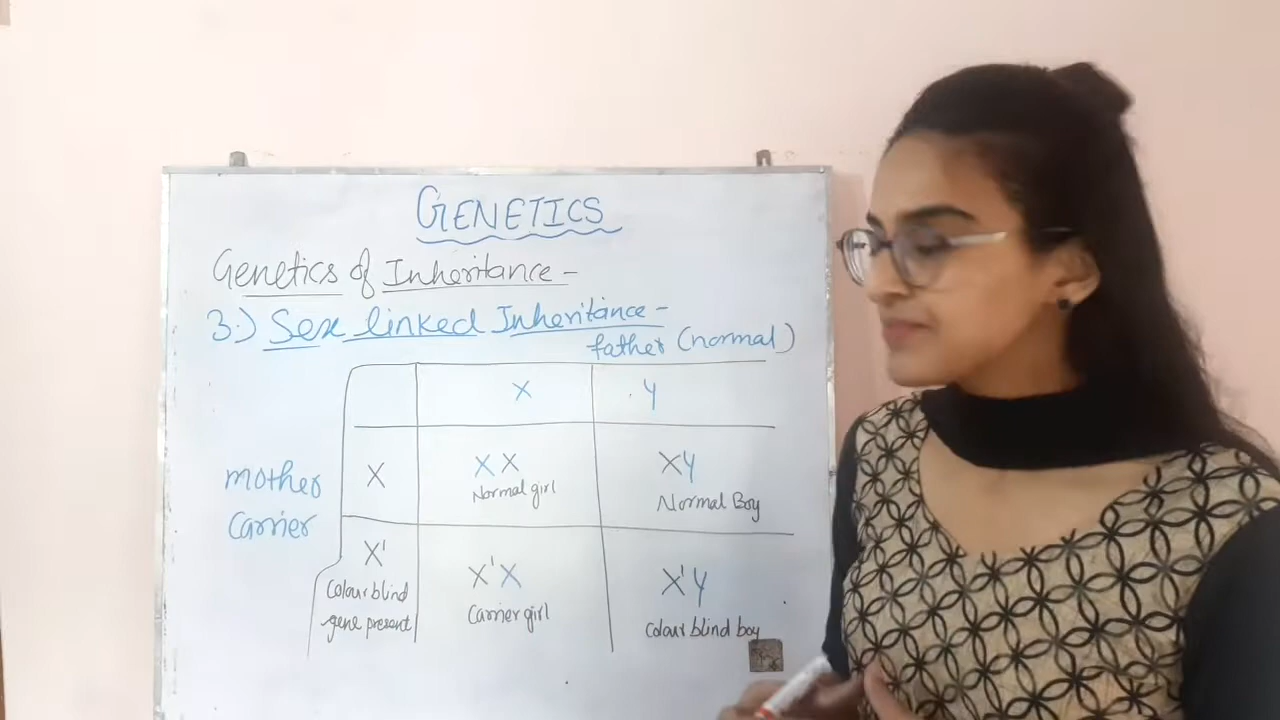 GENETICS
Genetics of Inheritance -
3.) Sex linked Inheritance -
father (normal)
X Y
mother
carrier
X
XX
Normal girl
XY
Normal Boy
X'
Colour blind
gene present
X'X
Carrier girl
X'Y
Colour blind boy